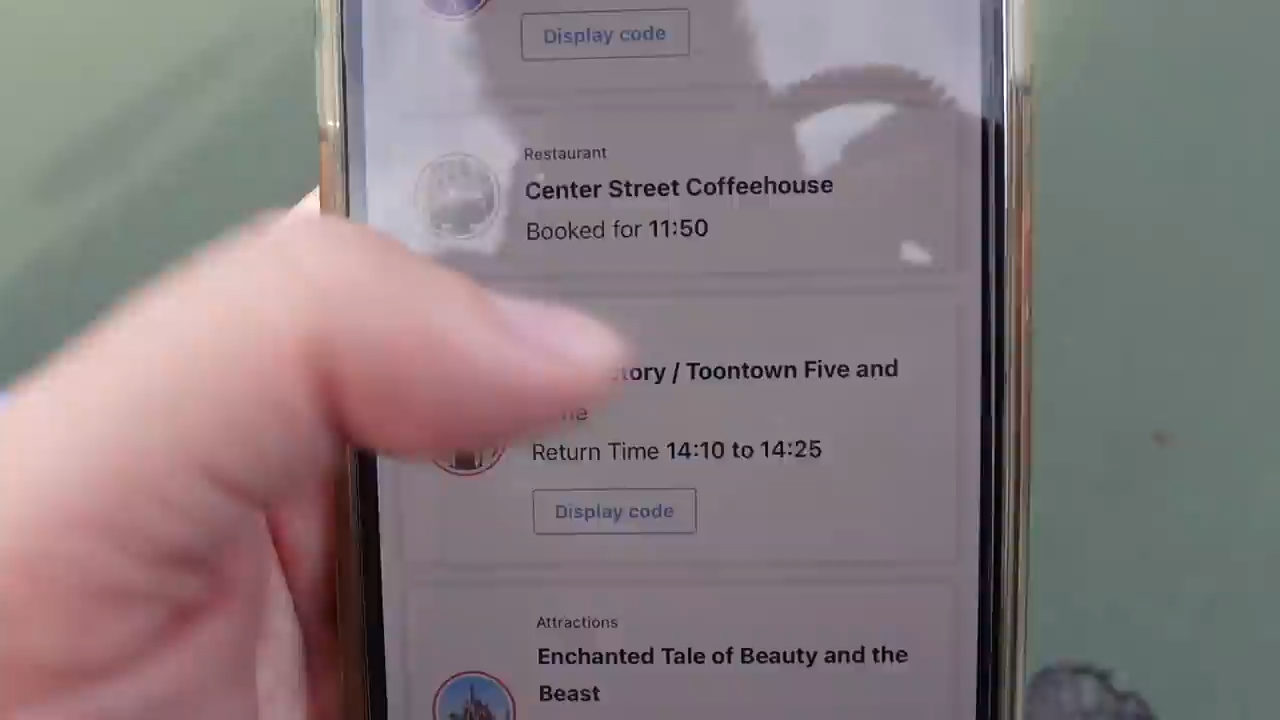 Display code
Restaurant
Center Street Coffeehouse
Booked for 11:50
/ Toontown Five and
Return Time 14:10 to 14:25
Display code
Attractions
Enchanted Tale of Beauty and the
Beast